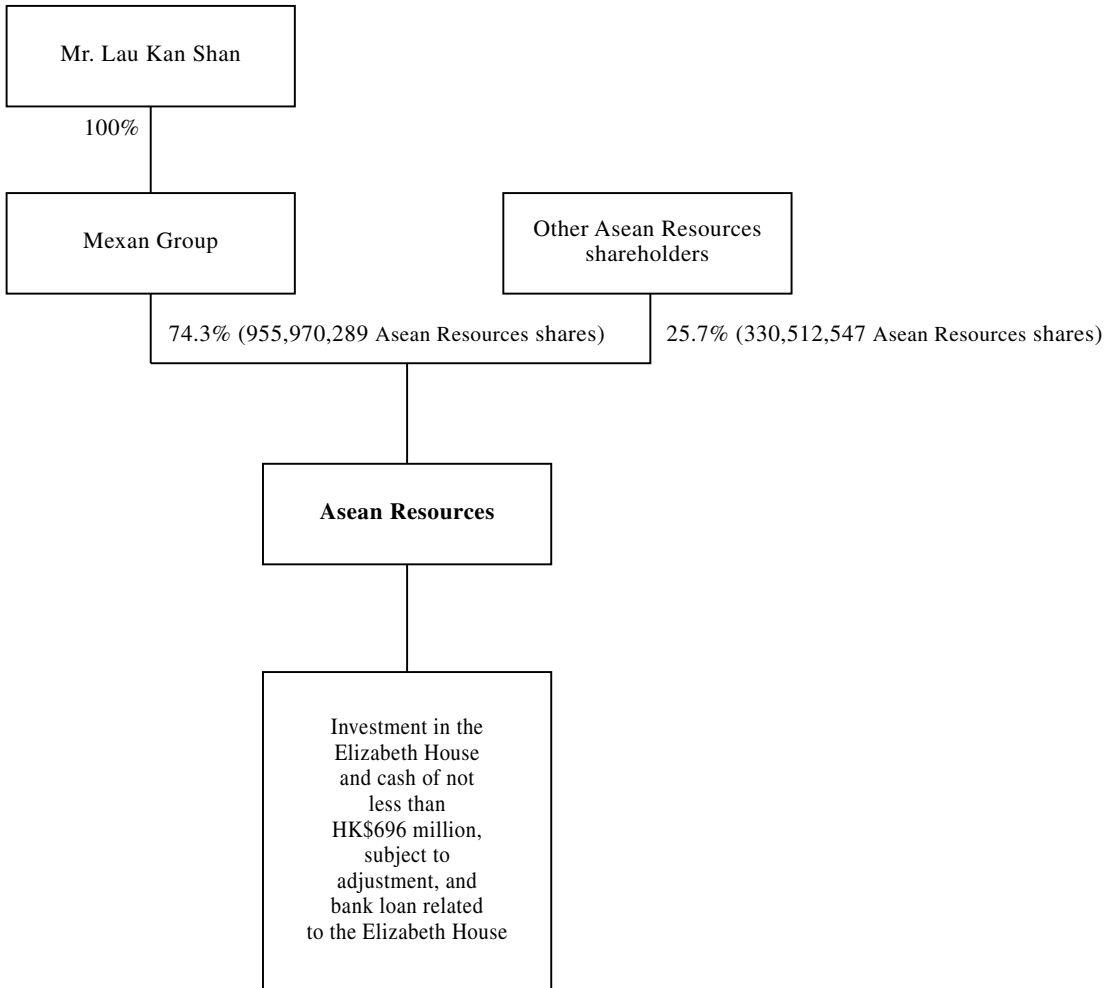 Mr. Lau Kan Shan
100%
Mexan Group
Other Asean Resources
shareholders
74.3% (955,970,289 Asean Resources shares)
25.7% (330,512,547 Asean Resources shares)
Asean Resources
Investment in the
Elizabeth House
and cash of not
less than
HK$696 million,
subject to
adjustment, and
bank loan related
to the Elizabeth House